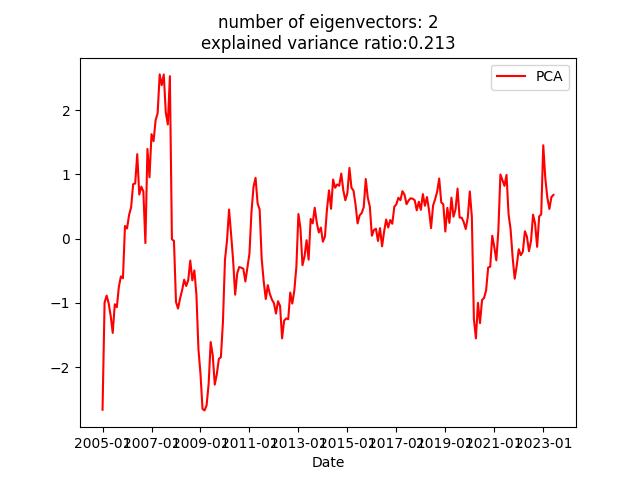 number of eigenvectors: 2
explained variance ratio:0.213
PCA
2
1
0
−1
−2
2005-01 2007-01 2009-01 2011-01 2013-01 2015-01 2017-01 2019-01 2021-01 2023-01
Date